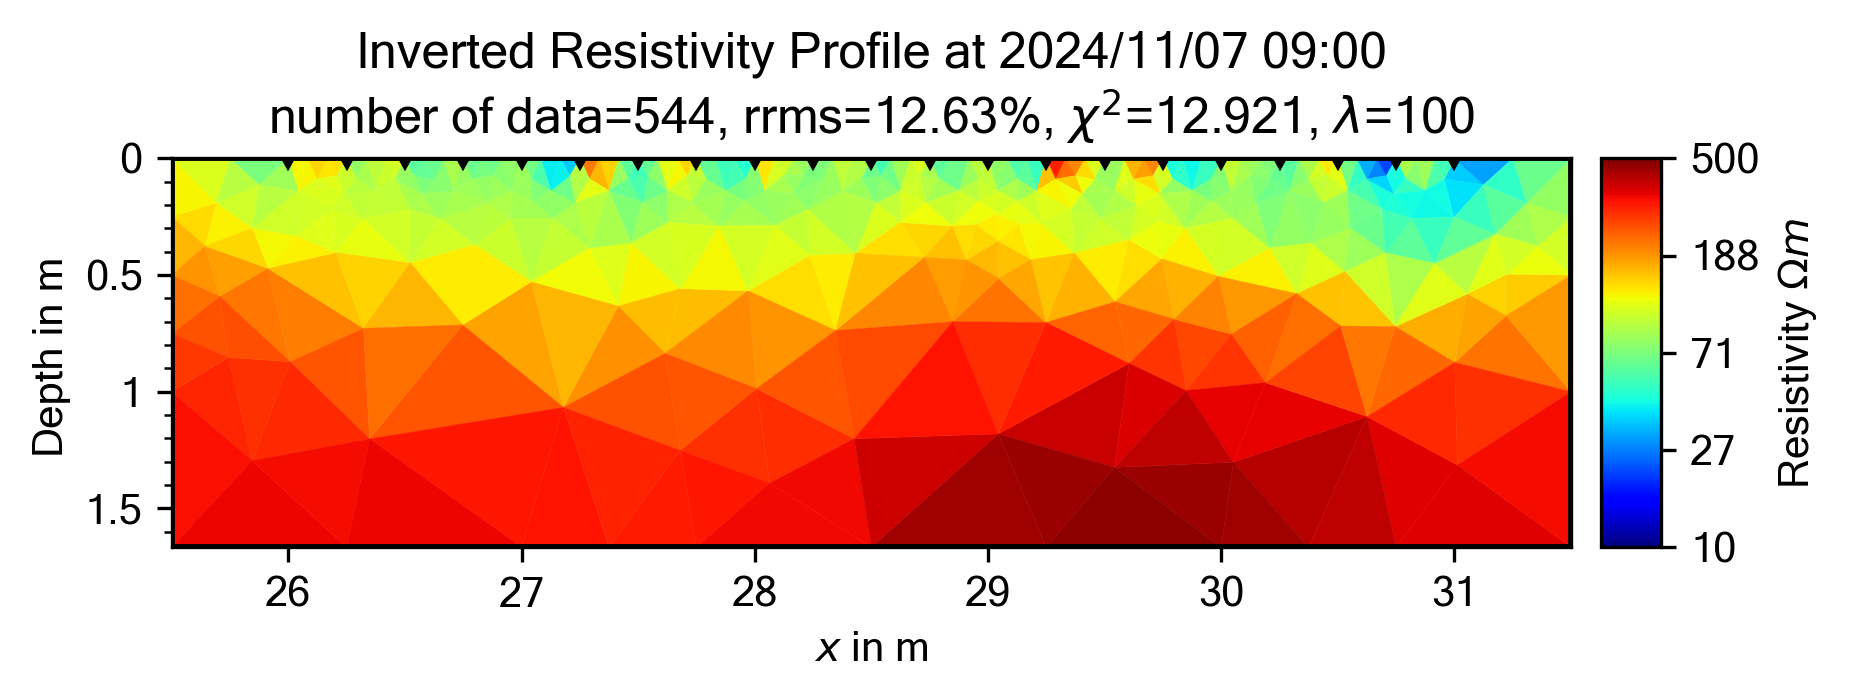 Inverted Resistivity Profile at 2024/11/07 09:00
number of data=544, rrms=12.63%, χ²=12.921, λ=100
0
0.5
1
1.5
Depth in m
26 27 28 29 30 31
x in m
500
188
71
27
10
Resistivity Ωm